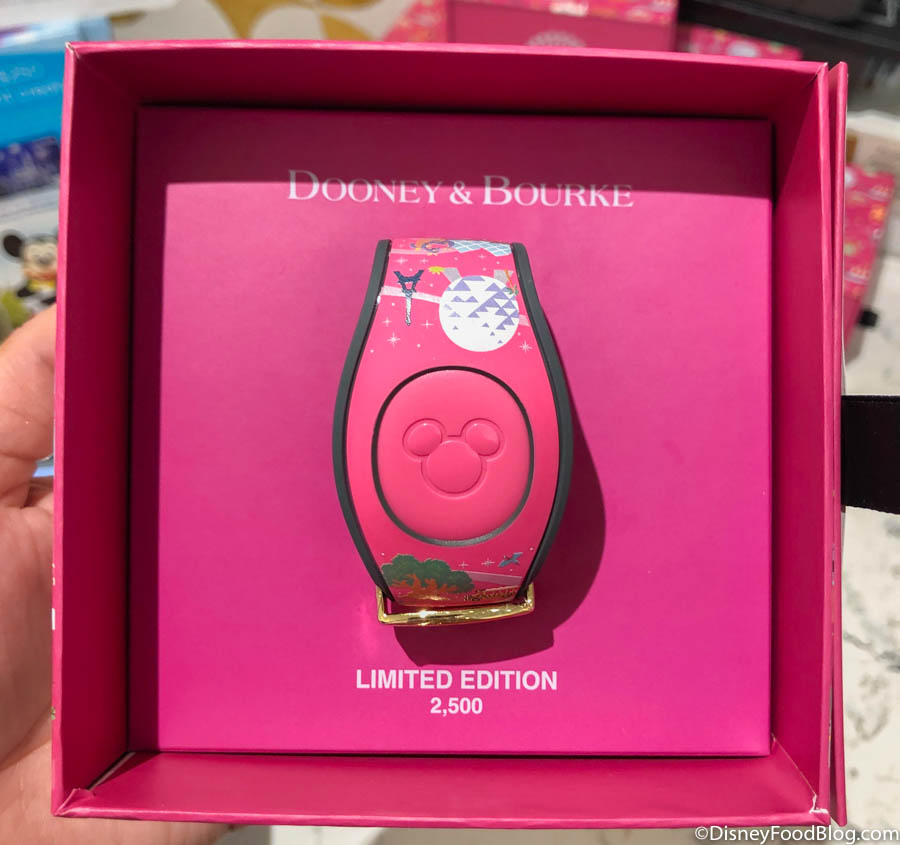 DOONEY & BOURKE
LIMITED EDITION
2,500
©DisneyFoodBlog.com